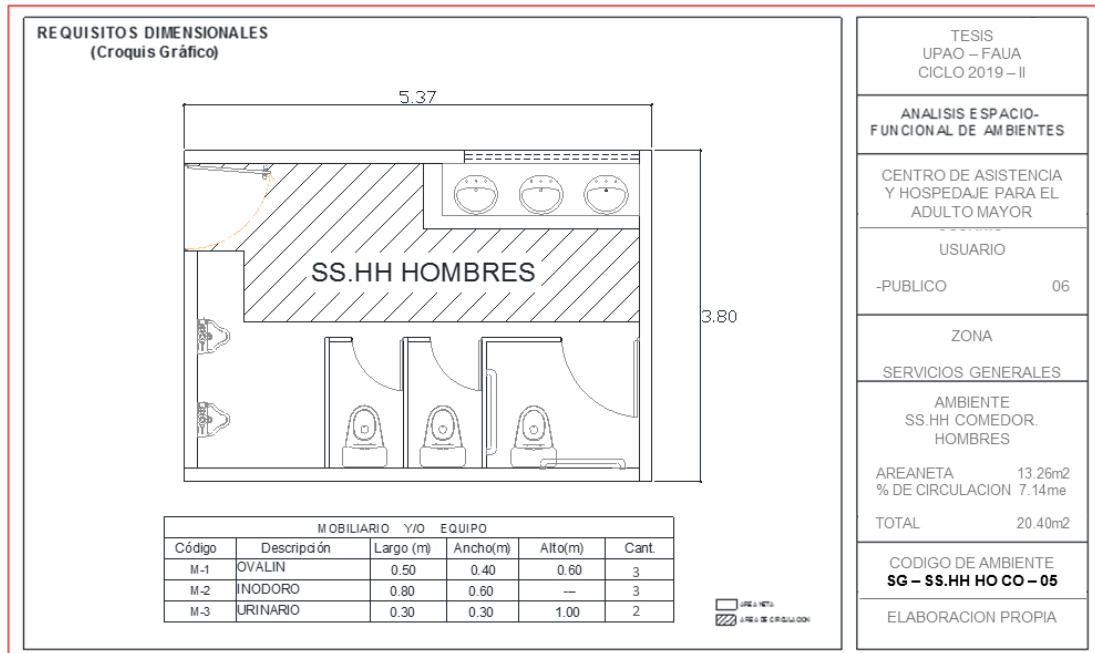 REQUISITOS DIMENSIONALES
(Croquis Gráfico)
5.37
SS.HH HOMBRES
3.80
MOBILIARIO Y/O EQUIPO
Código Descripción Largo (m) Ancho(m) Alto(m) Cant.
M-1 OVALIN 0.50 0.40 0.60 3
M-2 INODORO 0.80 0.60 --- 3
M-3 URINARIO 0.30 0.30 1.00 2
AREA NETA
AREA DE CIRCULACION
TESIS
UPAO – FAUA
CICLO 2019 – II
ANALISIS ESPACIO-
FUNCIONAL DE AMBIENTES
CENTRO DE ASISTENCIA
Y HOSPEDAJE PARA EL
ADULTO MAYOR
USUARIO
-PUBLICO 06
ZONA
SERVICIOS GENERALES
AMBIENTE
SS.HH COMEDOR.
HOMBRES
AREANETA 13.26m2
% DE CIRCULACION 7.14me
TOTAL 20.40m2
CODIGO DE AMBIENTE
SG – SS.HH HO CO – 05
ELABORACION PROPIA